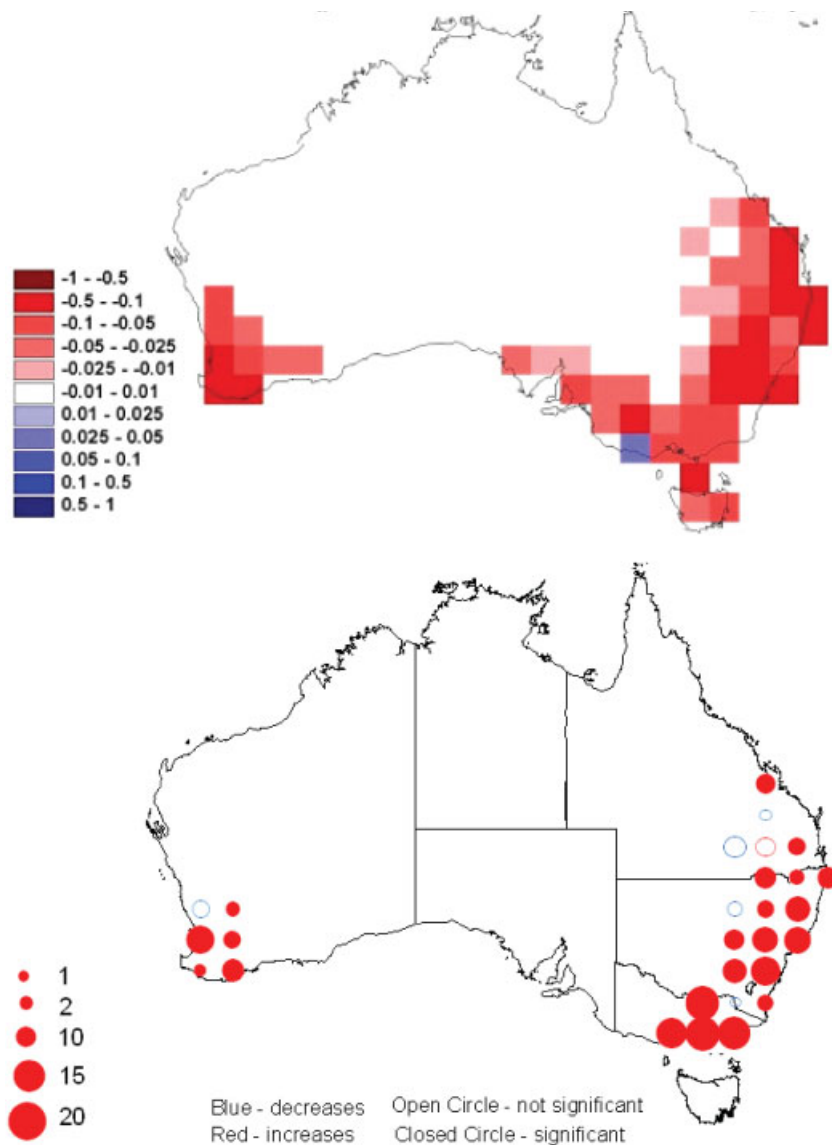 -1 - -0.5
-0.5 - -0.1
-0.1 - -0.05
-0.05 - -0.025
-0.025 - -0.01
-0.01 - 0.01
0.01 - 0.025
0.025 - 0.05
0.05 - 0.1
0.1 - 0.5
0.5 - 1
1
2
10
15
20
Blue - decreases Open Circle - not significant
Red - increases Closed Circle - significant